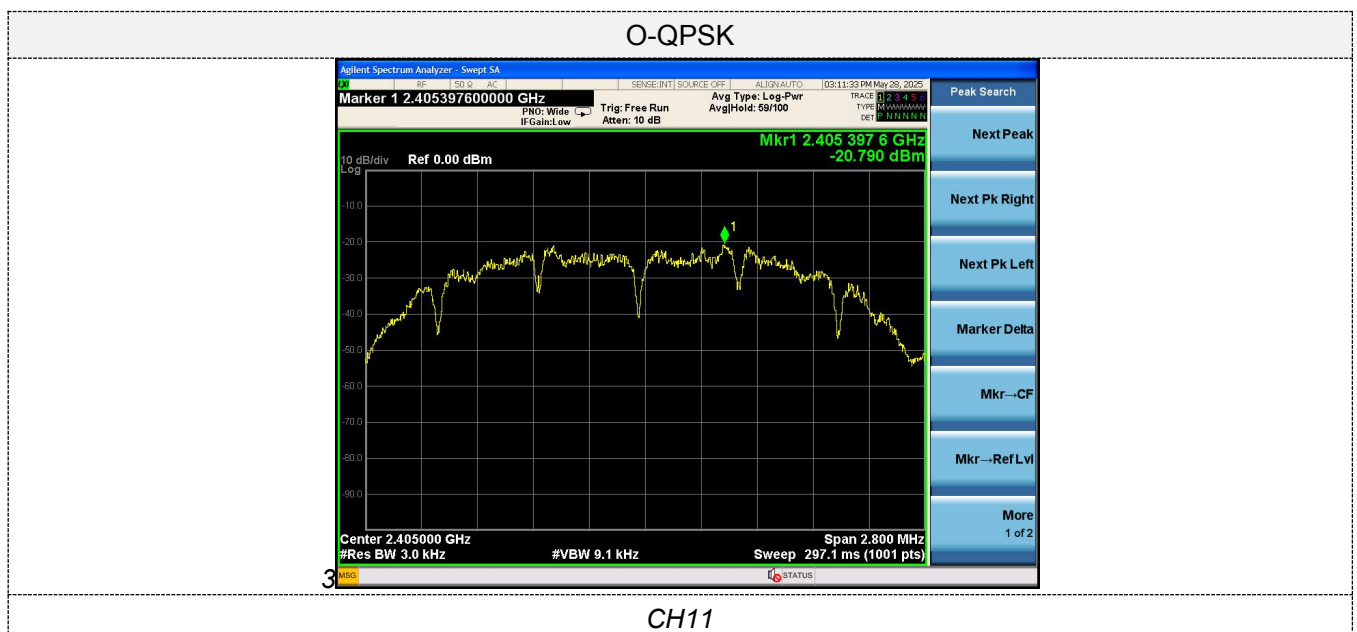 O-QPSK
Agilent Spectrum Analyzer - Swept SA
LXI RF 50 Ω AC SENSE:INT SOURCE OFF ALIGN AUTO 03:11:33 PM May 28, 2025
Marker 1 2.405397600000 GHz
PNO: Wide
IFGain:Low
Trig: Free Run
Atten: 10 dB
Avg Type: Log-Pwr
Avg|Hold: 59/100
TRACE 1 2 3 4 5 6
TYPE M WWWWW
DET P N N N N N
Mkr1 2.405 397 6 GHz
-20.790 dBm
10 dB/div Ref 0.00 dBm
Log
-10.0
-20.0
-30.0
-40.0
-50.0
-60.0
-70.0
-80.0
-90.0
1
Center 2.405000 GHz Span 2.800 MHz
#Res BW 3.0 kHz #VBW 9.1 kHz Sweep 297.1 ms (1001 pts)
Peak Search
Next Peak
Next Pk Right
Next Pk Left
Marker Delta
Mkr→CF
Mkr→Ref Lvl
More
1 of 2
3
MSG STATUS
CH11